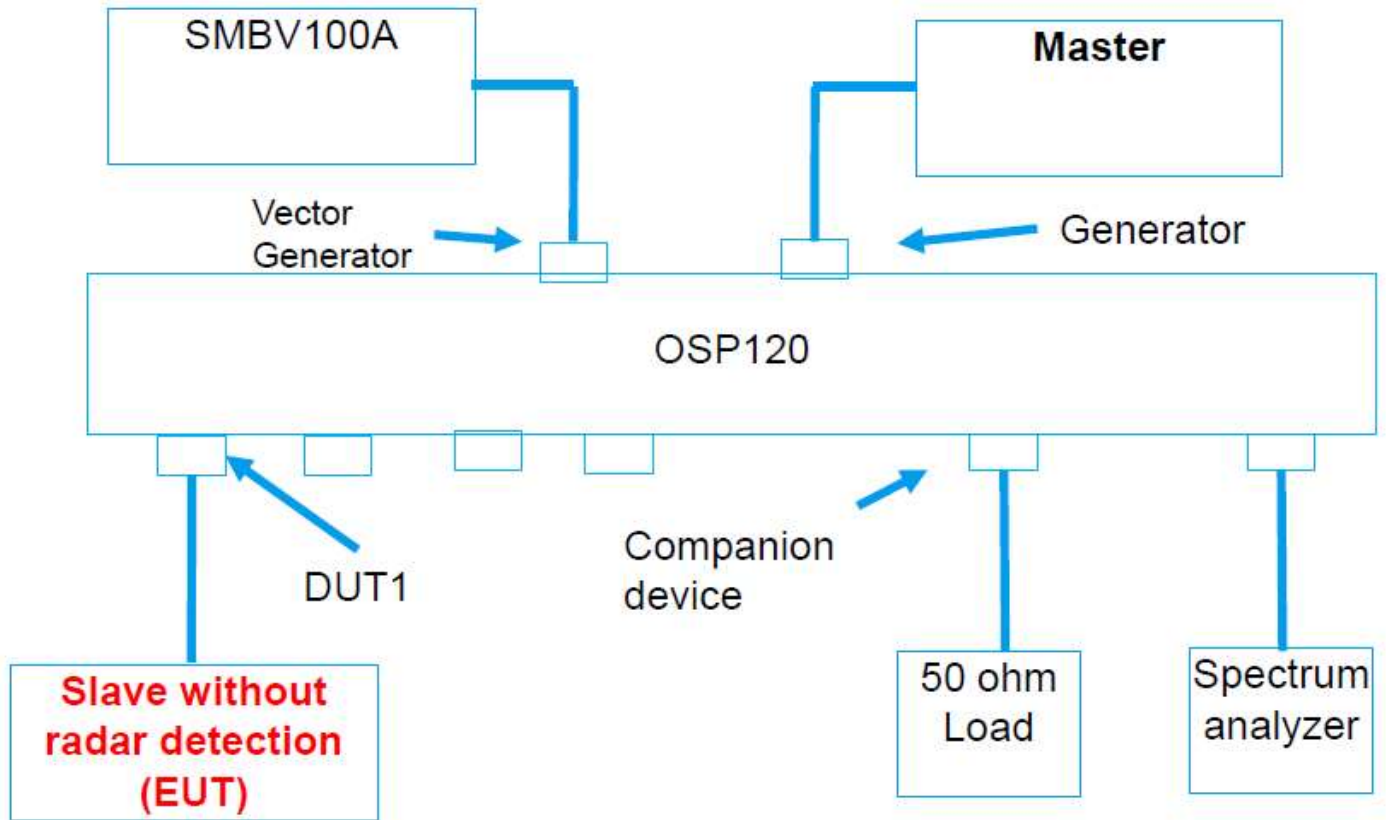 SMBV100A
Master
Vector
Generator
Generator
OSP120
DUT1
Companion
device
Slave without
radar detection
(EUT)
50 ohm
Load
Spectrum
analyzer